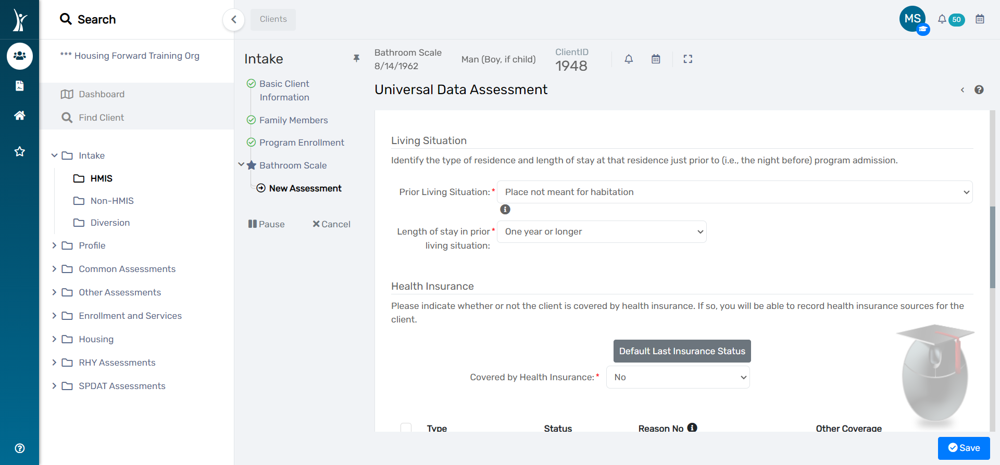 Search
Clients
MS
50
*** Housing Forward Training Org
Dashboard
Find Client
Intake
HMIS
Non-HMIS
Diversion
Profile
Common Assessments
Other Assessments
Enrollment and Services
Housing
RHY Assessments
SPDAT Assessments
Intake
Basic Client
Information
Family Members
Program Enrollment
Bathroom Scale
New Assessment
Pause
Cancel
Bathroom Scale
8/14/1962
Man (Boy, if child)
ClientID
1948
Universal Data Assessment
Living Situation
Identify the type of residence and length of stay at that residence just prior to (i.e., the night before) program admission.
Prior Living Situation:* Place not meant for habitation
Length of stay in prior* One year or longer
living situation:
Health Insurance
Please indicate whether or not the client is covered by health insurance. If so, you will be able to record health insurance sources for the
client.
Default Last Insurance Status
Covered by Health Insurance:* No
Type Status Reason No Other Coverage
Save